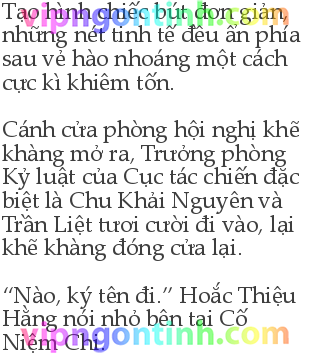 Tạo hình chiếc bút đơn giản,
những nét tinh tế đều ẩn phía
sau vẻ hào nhoáng một cách
cực kì khiêm tốn.
Cánh cửa phòng hội nghị khẽ
khàng mở ra, Trưởng phòng
Kỷ luật của Cục tác chiến đặc
biệt là Chu Khải Nguyên và
Trần Liệt tươi cười đi vào, lại
khẽ khàng đóng cửa lại.
“Nào, ký tên đi.” Hoắc Thiệu
Hằng nói nhỏ bên tai Cố
Niệm Chi.
vipngontinh.com
vipngontinh.com
vipngontinh.com